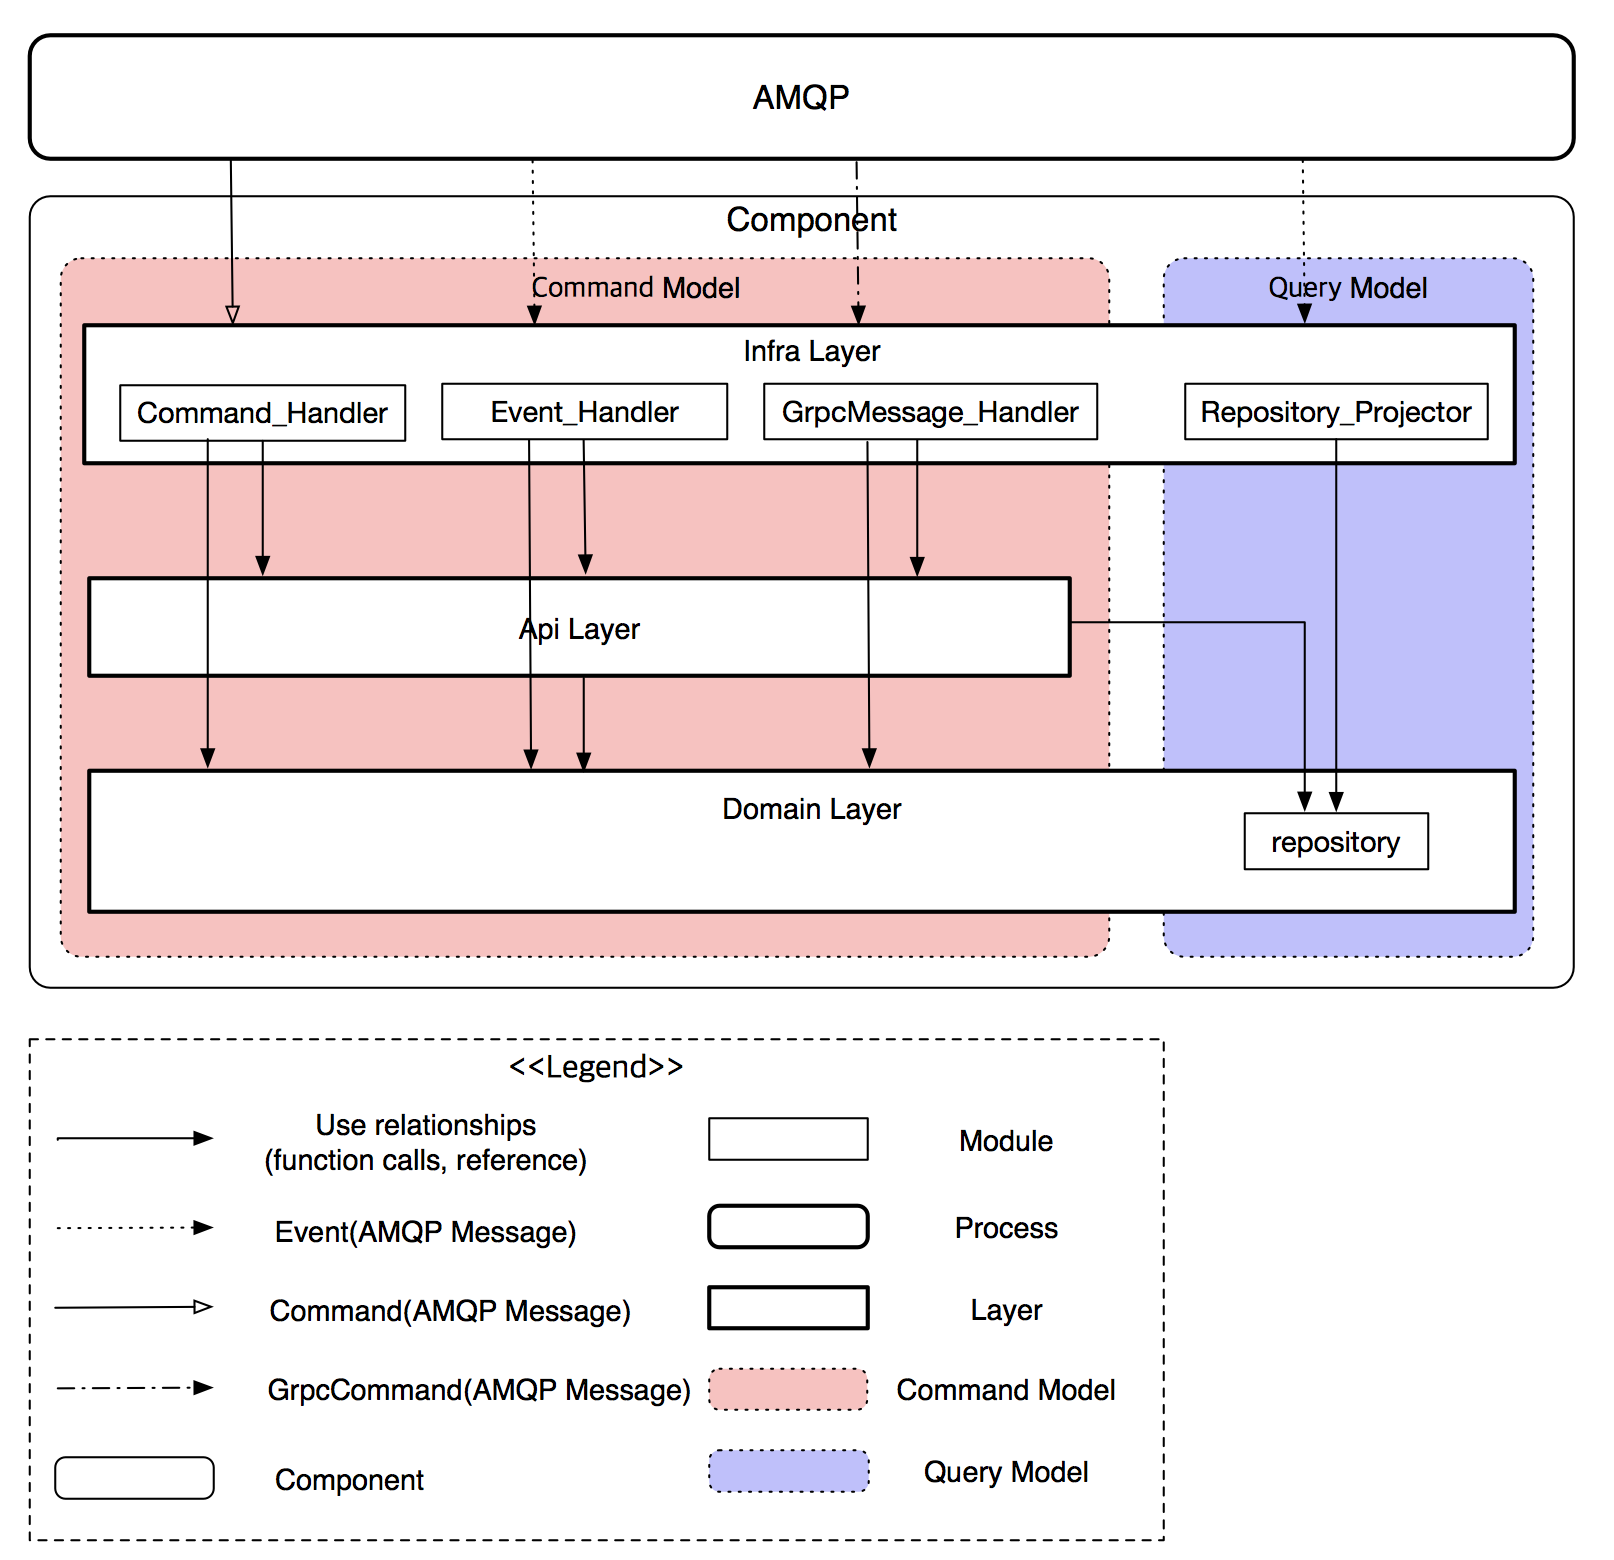 AMQP
Component
Command Model
Query Model
Infra Layer
Command_Handler
Event_Handler
GrpcMessage_Handler
Repository_Projector
Api Layer
Domain Layer
repository
<<Legend>>
Use relationships
(function calls, reference)
Module
Event(AMQP Message)
Process
Command(AMQP Message)
Layer
GrpcCommand(AMQP Message)
Command Model
Component
Query Model